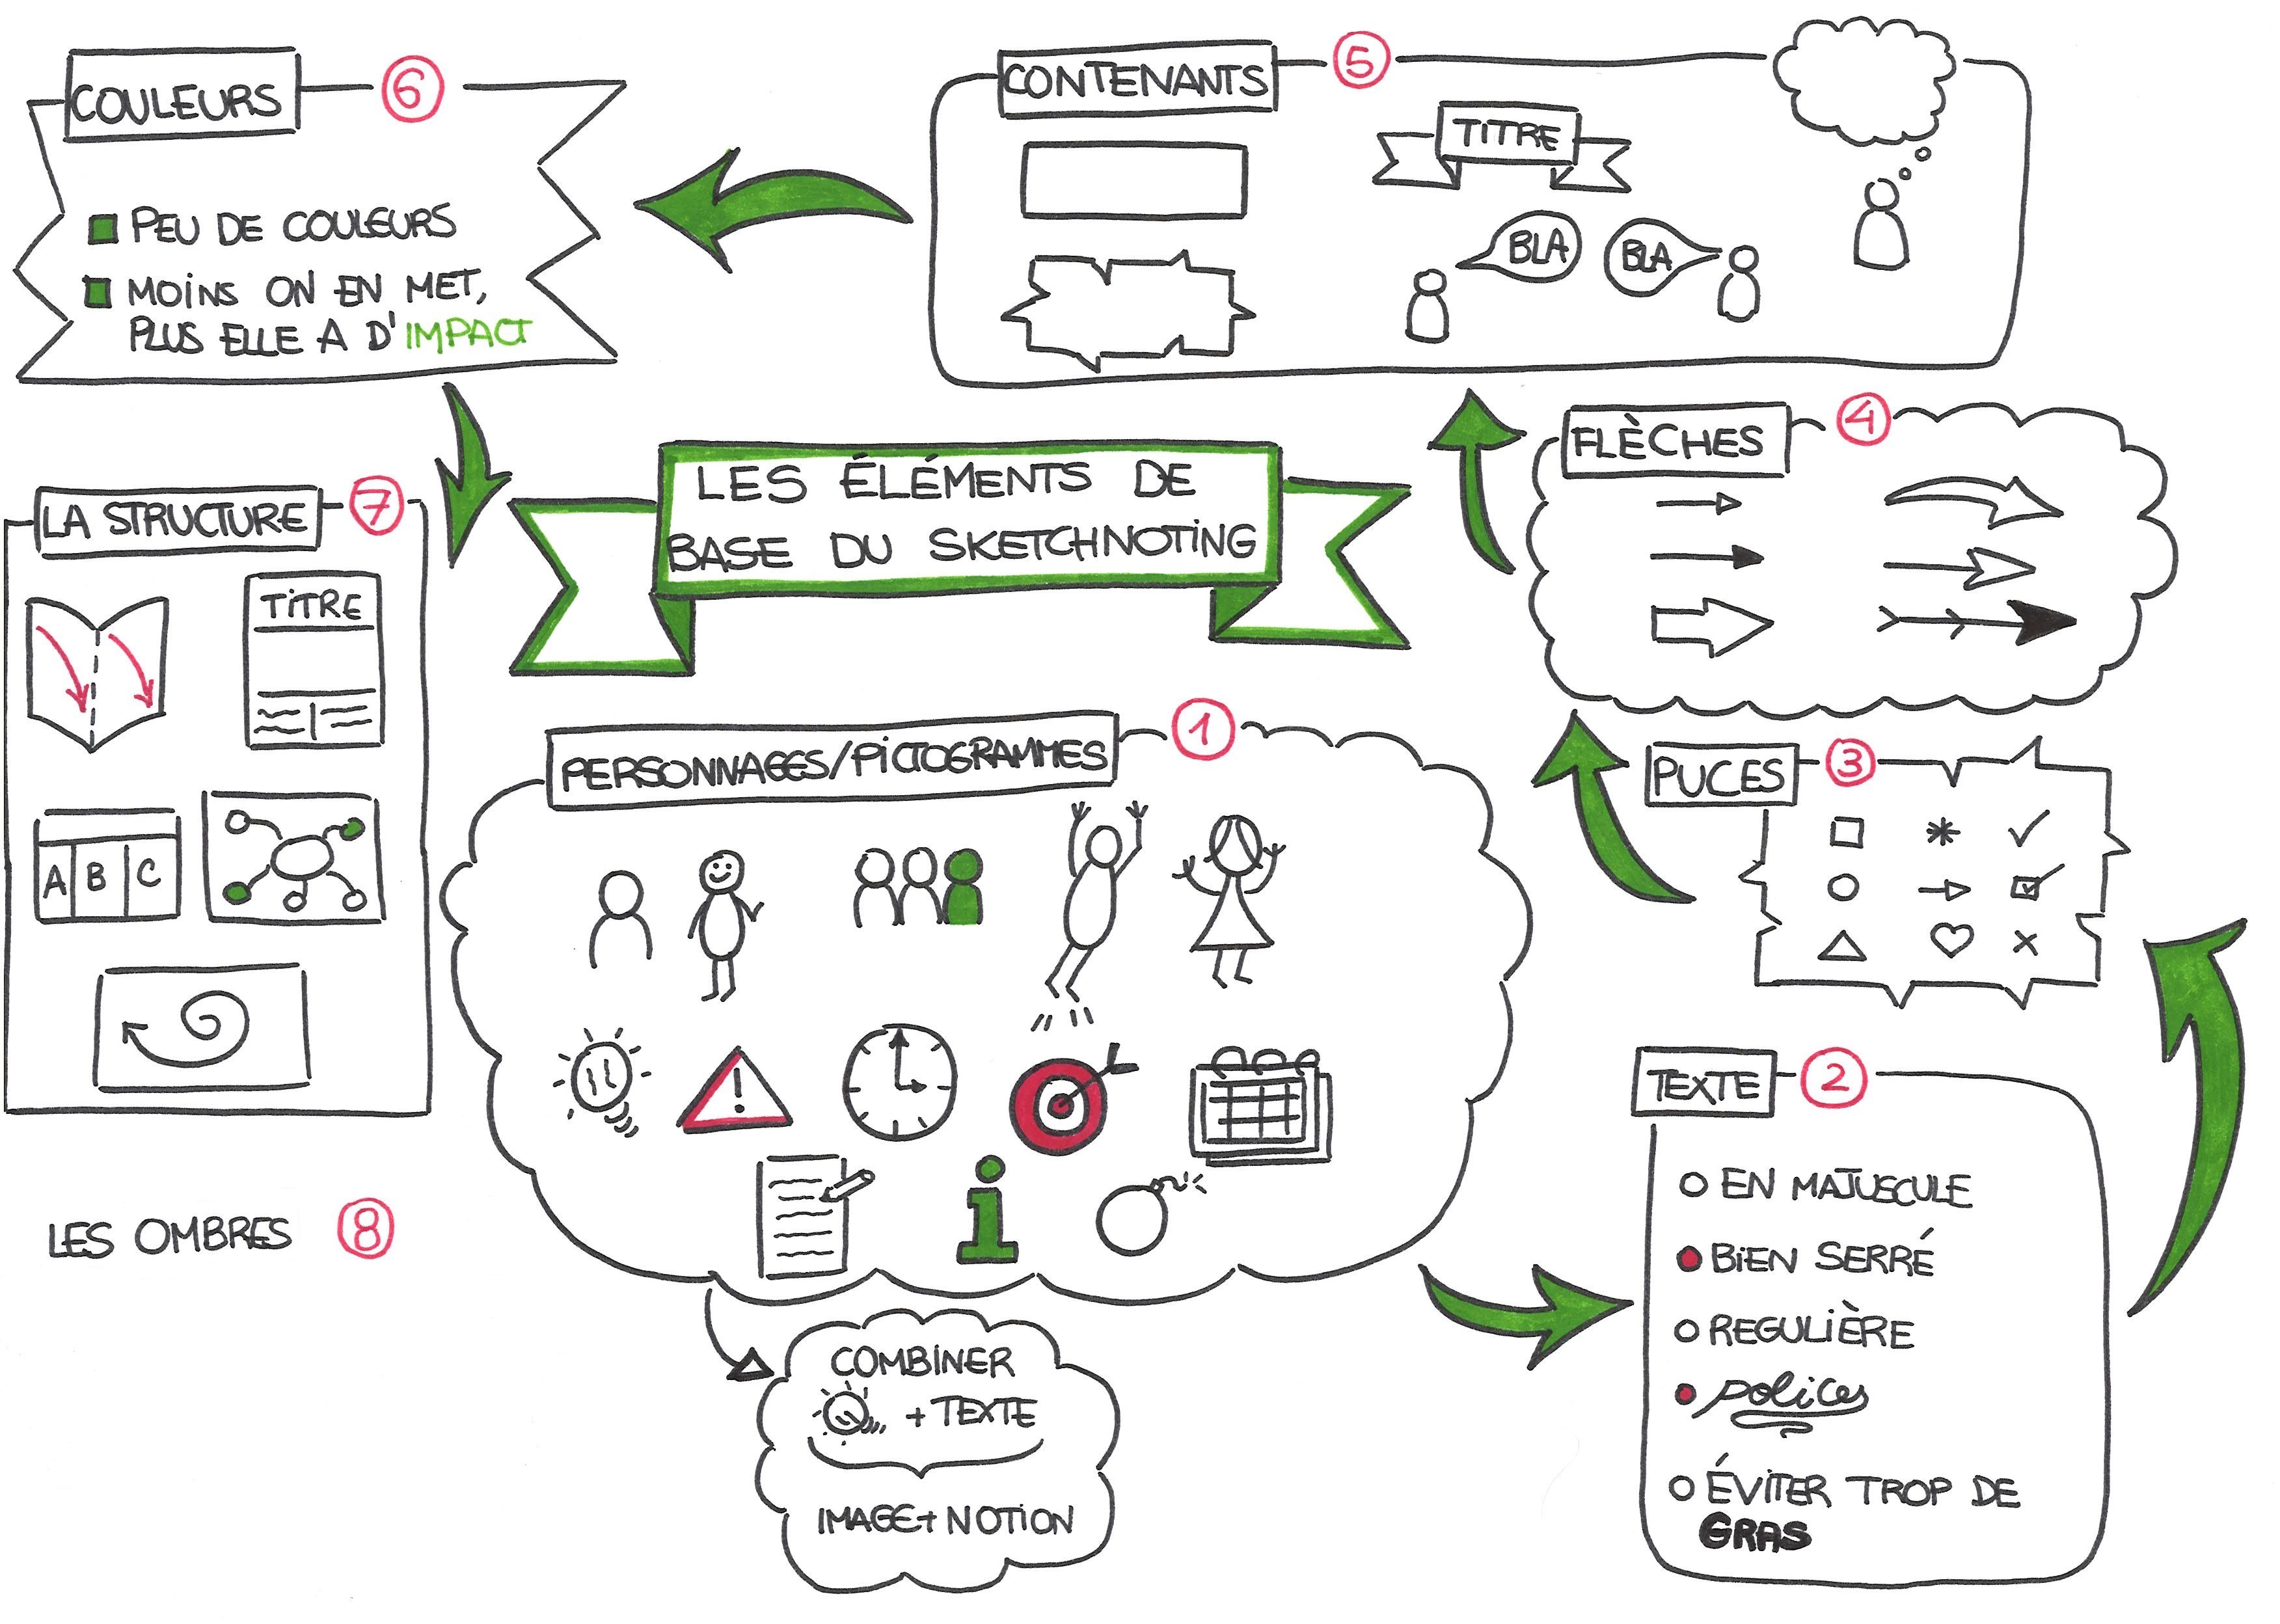 LES ÉLÉMENTS DE
BASE DU SKETCHNOTING
PERSONNAGES/PICTOGRAMMES 1
COMBINER
+ TEXTE
IMAGE + NOTION
TEXTE 2
EN MAJUSCULE
BIEN SERRÉ
REGULIÈRE
polices
ÉVITER TROP DE
GRAS
PUCES 3
FLÈCHES 4
CONTENANTS 5
TITRE
BLA
BLA
COULEURS 6
PEU DE COULEURS
MOINS ON EN MET,
PLUS ELLE A D'IMPACT
LA STRUCTURE 7
TITRE
A B C
LES OMBRES 8